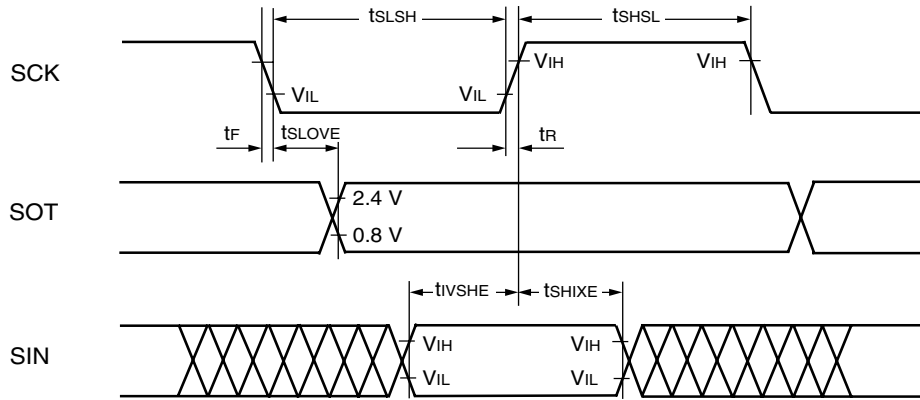 tSLSH tSHSL
SCK
VIH VIH
VIL VIL
tF tSLOVE tR
SOT
2.4 V
0.8 V
tIVSHE tSHIXE
SIN
VIH VIH
VIL VIL